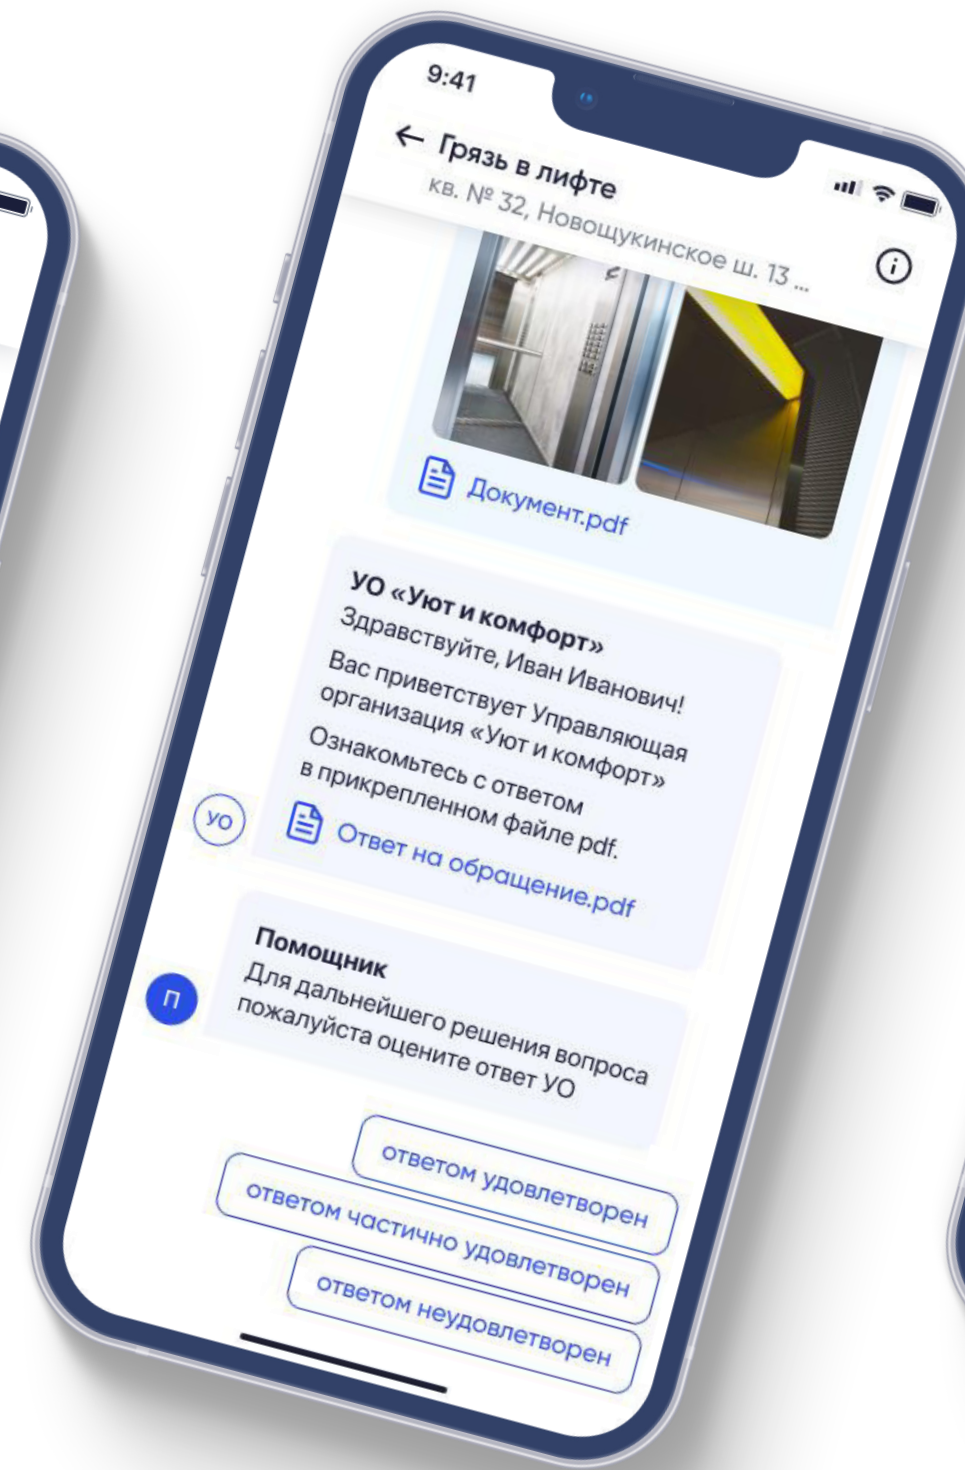 9:41
Грязь в лифте
кв. № 32, Новощукинское ш. 13 ...
Документ.pdf
УО «Уют и комфорт»
Здравствуйте, Иван Иванович!
Вас приветствует Управляющая
организация «Уют и комфорт»
Ознакомьтесь с ответом
в прикрепленном файле pdf.
УО
Ответ на обращение.pdf
Помощник
П
Для дальнейшего решения вопроса
пожалуйста оцените ответ УО
ответом удовлетворен
ответом частично удовлетворен
ответом неудовлетворен